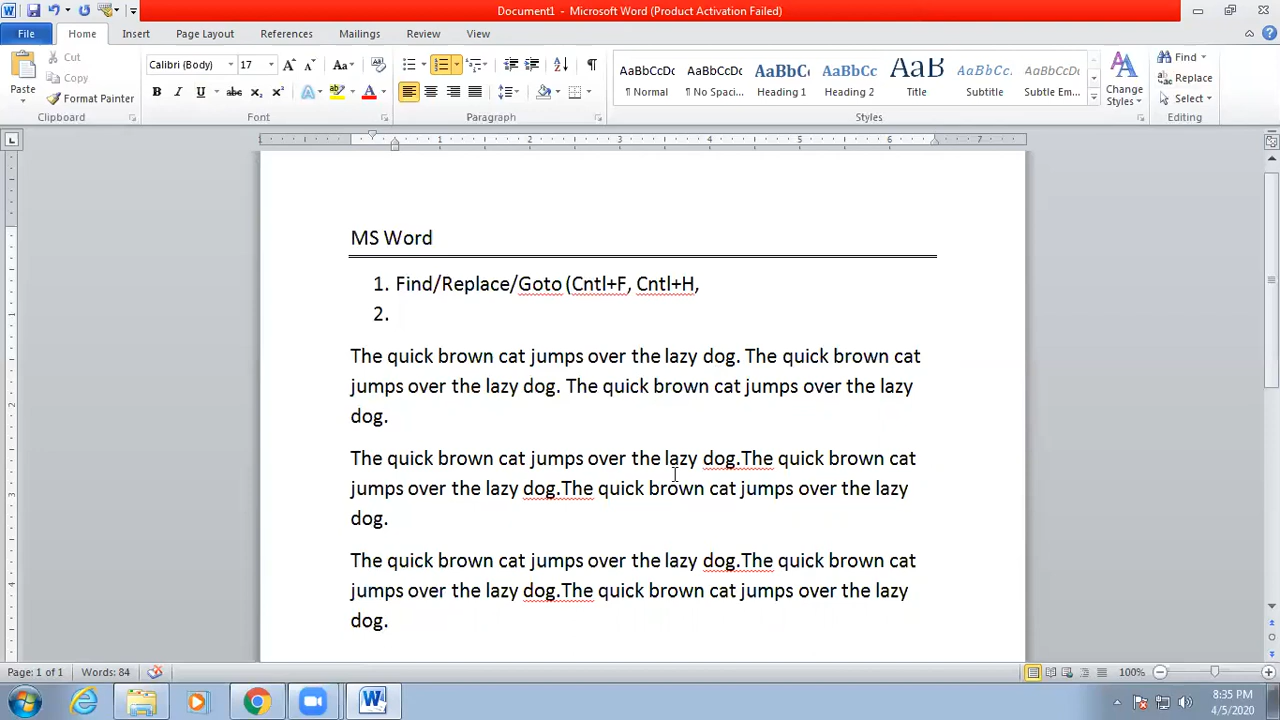 Document1 - Microsoft Word (Product Activation Failed)
File Home Insert Page Layout References Mailings Review View
Paste
Cut
Copy
Format Painter
Clipboard
Calibri (Body) 17
Font
Paragraph
AaBbCcDc AaBbCcDc AaBbCc AaBbCc AaB AaBbCc. AaBbCcDc
¶ Normal ¶ No Spaci... Heading 1 Heading 2 Title Subtitle Subtle Em...
Change Styles
Styles
Find
Replace
Select
Editing
1 2 3 4 5 6 7
MS Word
1. Find/Replace/Goto (Cntl+F, Cntl+H,
2.
The quick brown cat jumps over the lazy dog. The quick brown cat
jumps over the lazy dog. The quick brown cat jumps over the lazy
dog.
The quick brown cat jumps over the lazy dog.The quick brown cat
jumps over the lazy dog.The quick brown cat jumps over the lazy
dog.
The quick brown cat jumps over the lazy dog.The quick brown cat
jumps over the lazy dog.The quick brown cat jumps over the lazy
dog.
Page: 1 of 1 Words: 84 100%
8:35 PM
4/5/2020